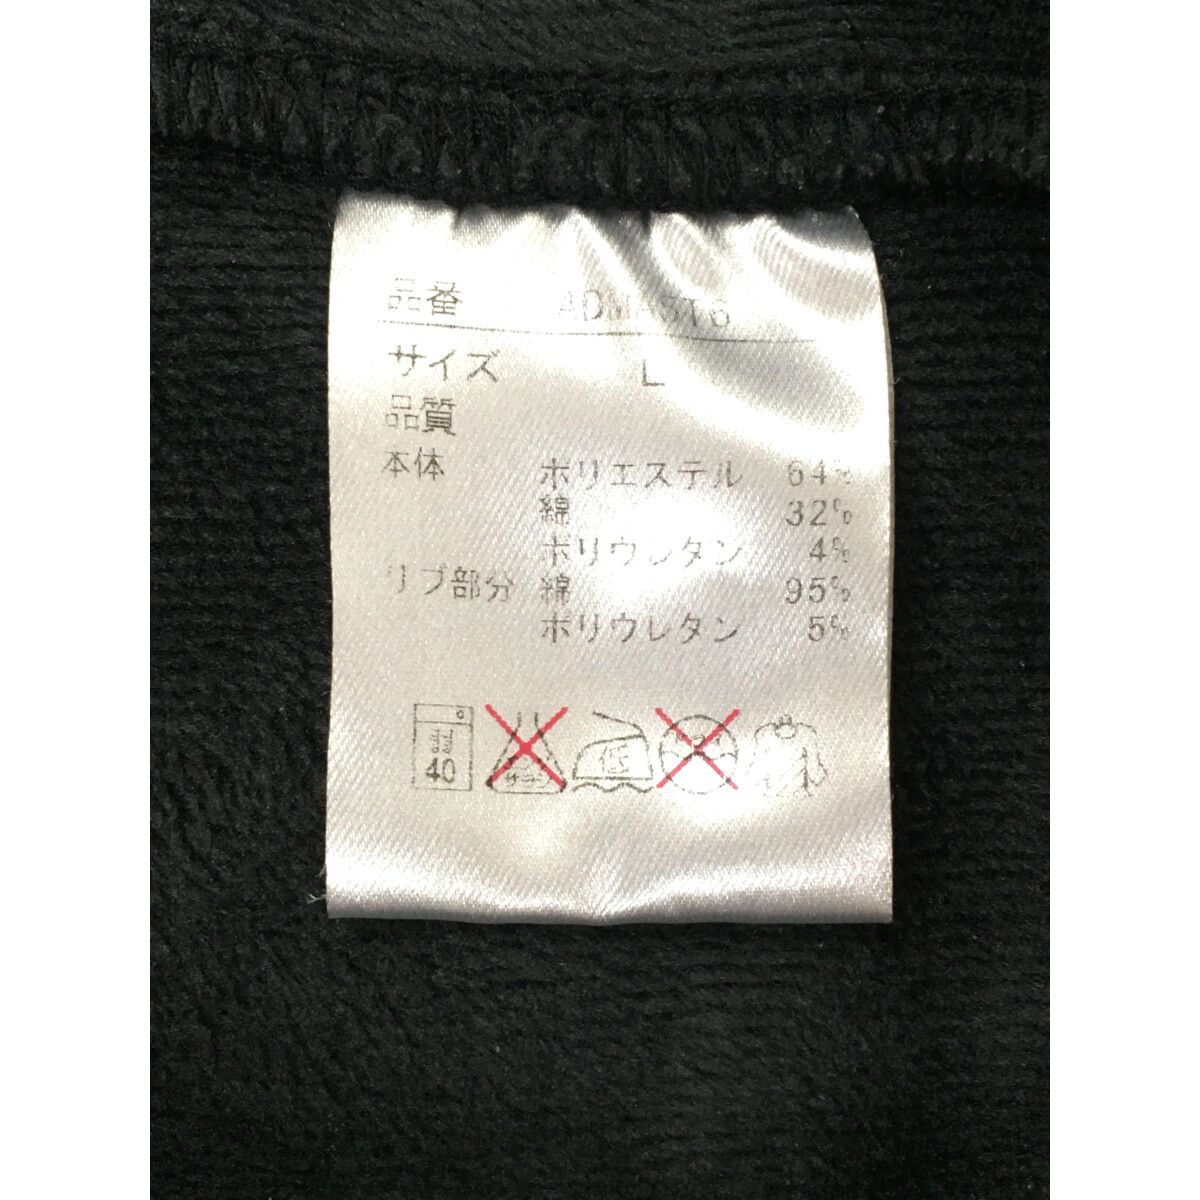 品番
サイズ L
品質
本体 ポリエステル 64%
綿 32%
ポリウレタン 4%
リブ部分 綿 95%
ポリウレタン 5%
40 低